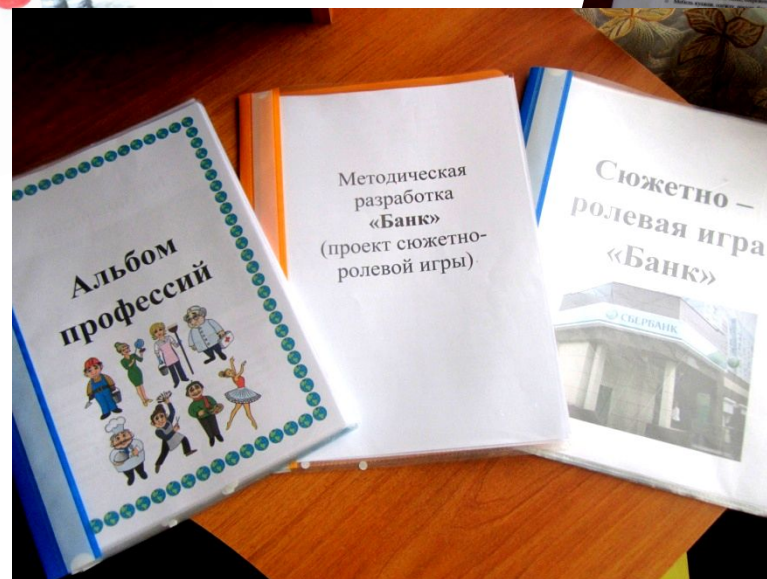 Альбом
профессий
Методическая
разработка
«Банк»
(проект сюжетно-
ролевой игры)
Сюжетно –
ролевая игра
«Банк»
СБЕРБАНК